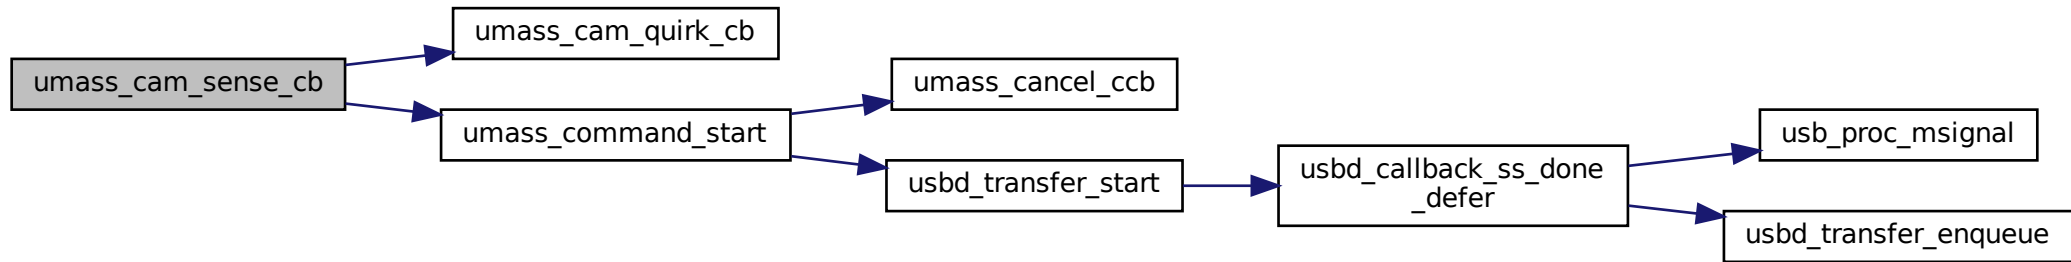 umass_cam_quirk_cb
umass_cam_sense_cb
umass_cancel_ccb
umass_command_start
usb_proc_msignal
usbd_transfer_start
usbd_callback_ss_done
_defer
usbd_transfer_enqueue